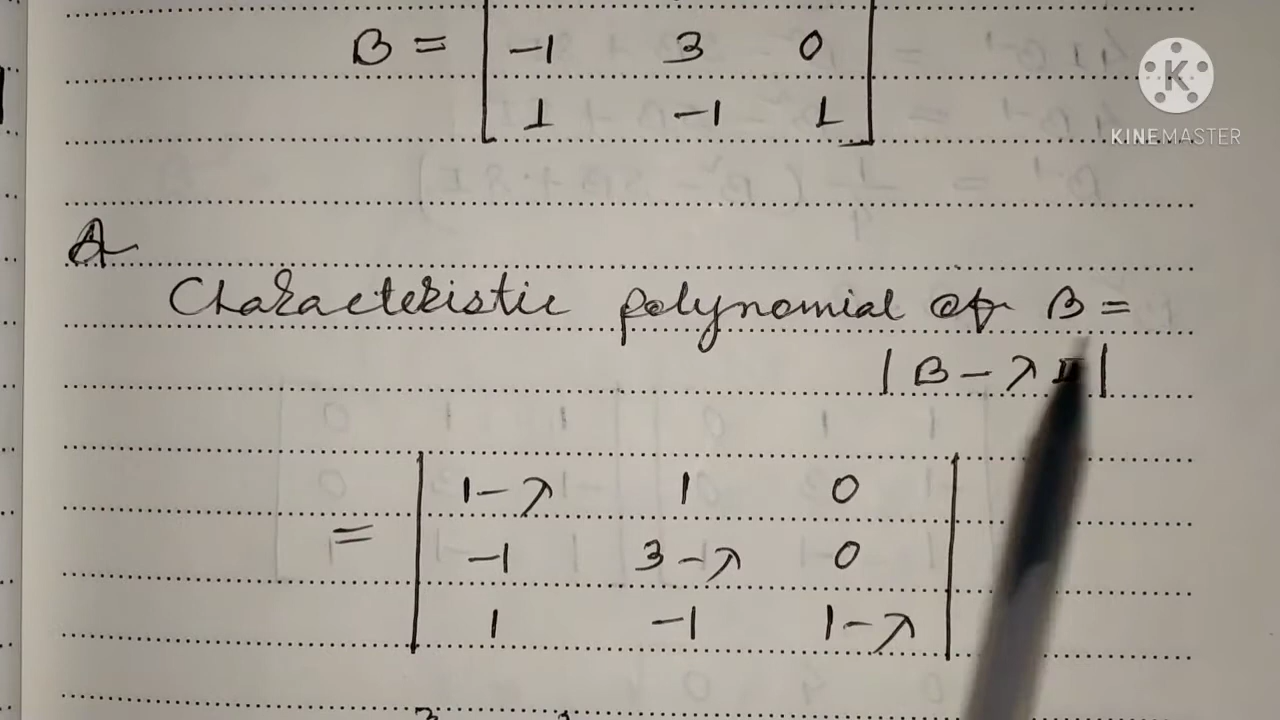 B = -1 3 0
1 -1 1
KINEMASTER
A
Characteristic polynomial of B =
| B - λ I |
= | 1-λ 1 0 |
| -1 3-λ 0 |
| 1 -1 1-λ |